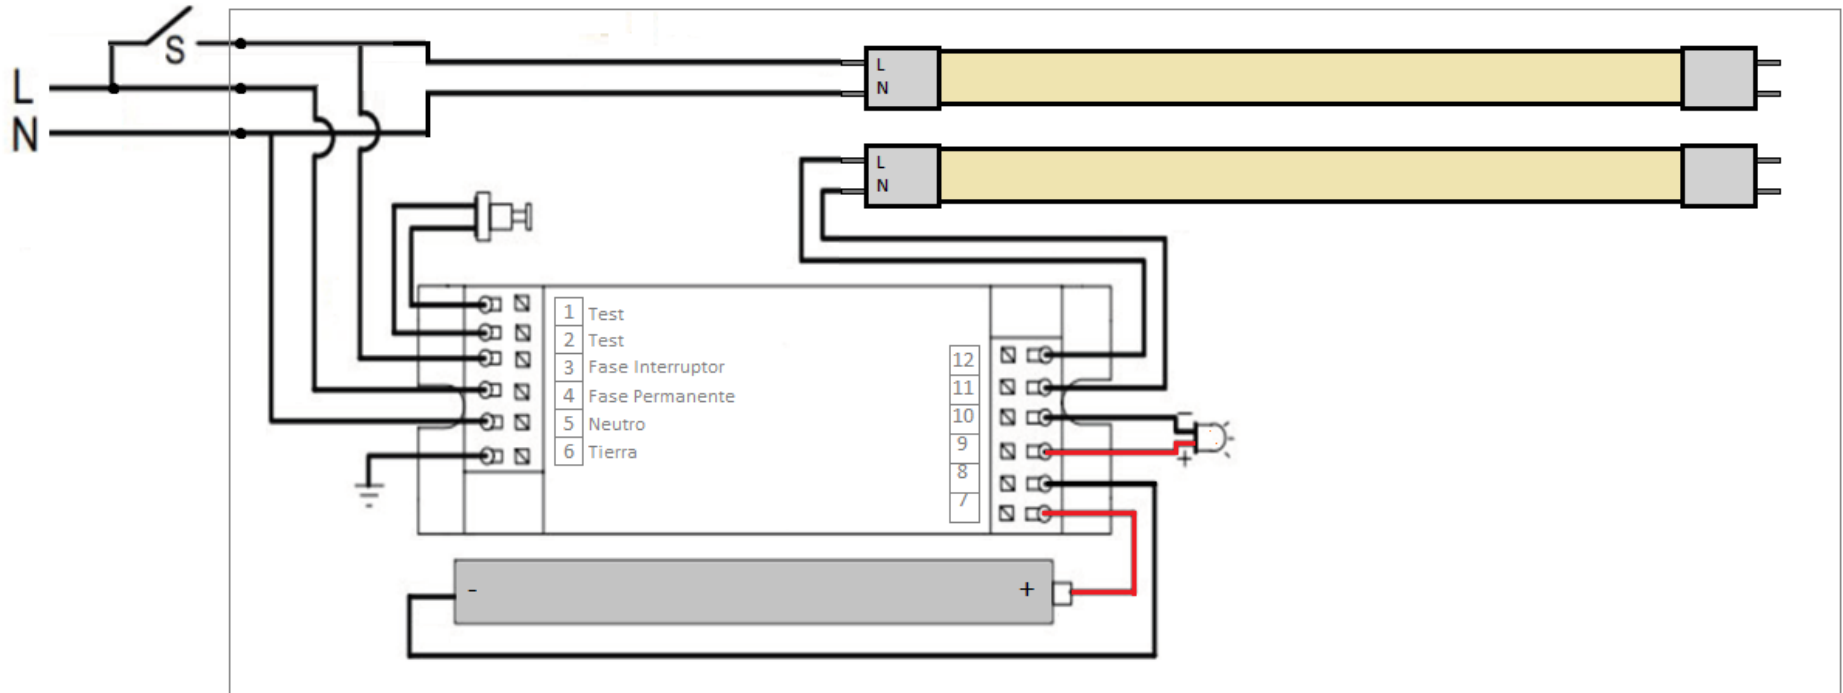 S
L
N
L
N
L
N
1 Test
2 Test
3 Fase Interruptor
4 Fase Permanente
5 Neutro
6 Tierra
12
11
10
9
8
7
-
+
-
+